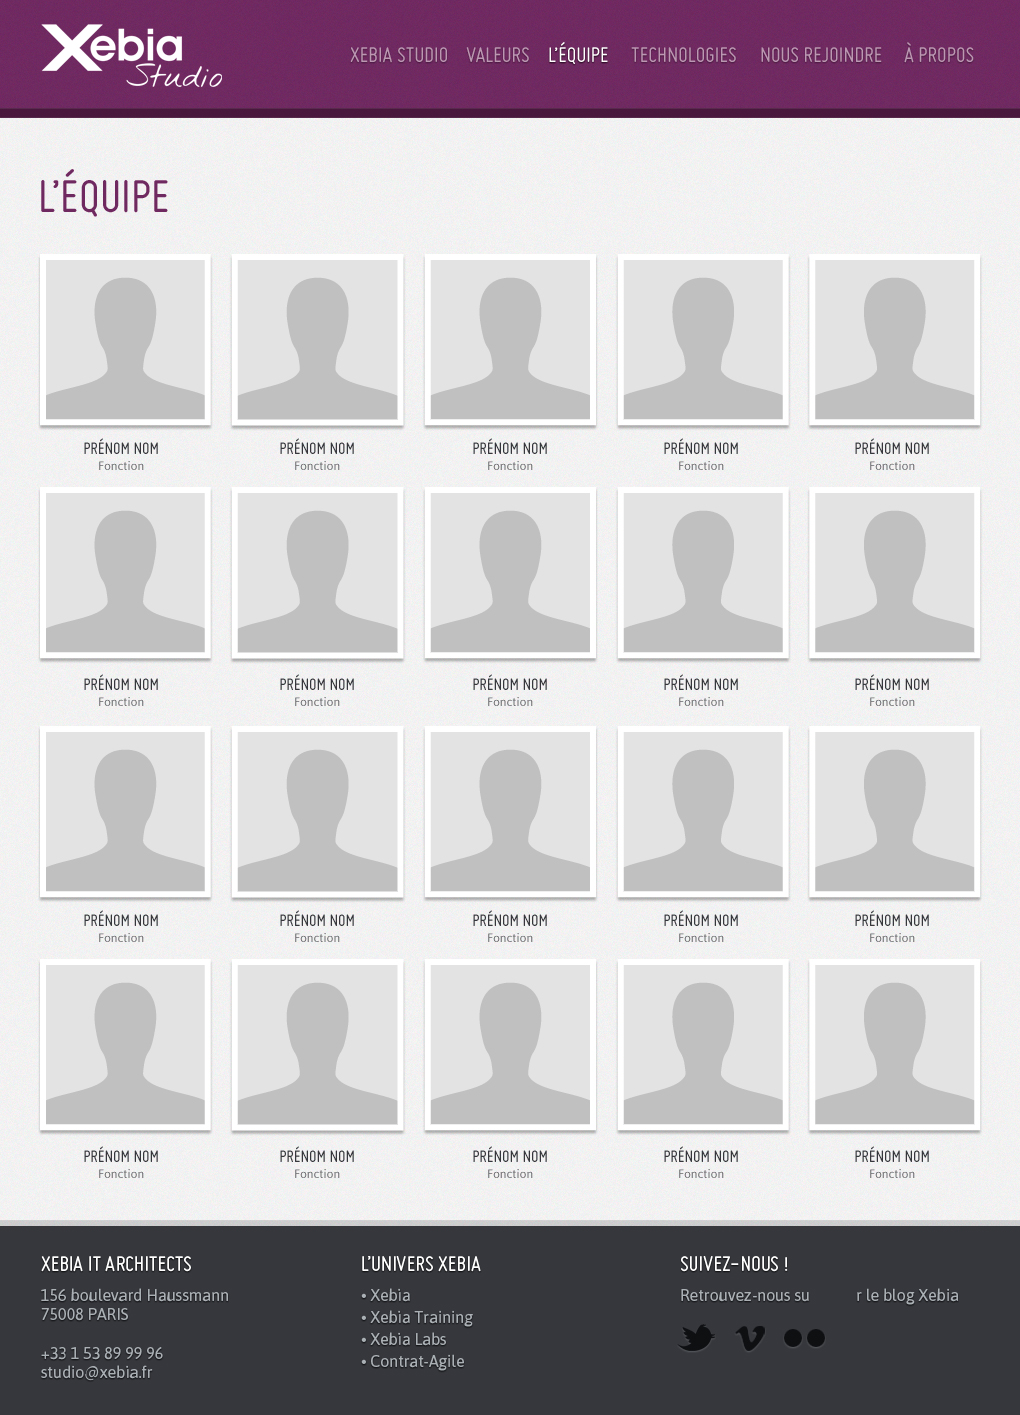 Xebia
Studio
XEBIA STUDIO VALEURS L'ÉQUIPE TECHNOLOGIES NOUS REJOINDRE À PROPOS
L'ÉQUIPE
PRÉNOM NOM PRÉNOM NOM PRÉNOM NOM PRÉNOM NOM PRÉNOM NOM
Fonction Fonction Fonction Fonction Fonction
PRÉNOM NOM PRÉNOM NOM PRÉNOM NOM PRÉNOM NOM PRÉNOM NOM
Fonction Fonction Fonction Fonction Fonction
PRÉNOM NOM PRÉNOM NOM PRÉNOM NOM PRÉNOM NOM PRÉNOM NOM
Fonction Fonction Fonction Fonction Fonction
PRÉNOM NOM PRÉNOM NOM PRÉNOM NOM PRÉNOM NOM PRÉNOM NOM
Fonction Fonction Fonction Fonction Fonction
XEBIA IT ARCHITECTS
156 boulevard Haussmann
75008 PARIS
+33 1 53 89 99 96
studio@xebia.fr
L'UNIVERS XEBIA
• Xebia
• Xebia Training
• Xebia Labs
• Contrat-Agile
SUIVEZ-NOUS !
Retrouvez-nous su r le blog Xebia